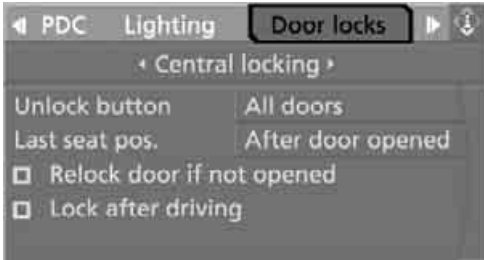 PDC Lighting Door locks i
Central locking
Unlock button All doors
Last seat pos. After door opened
Relock door if not opened
Lock after driving